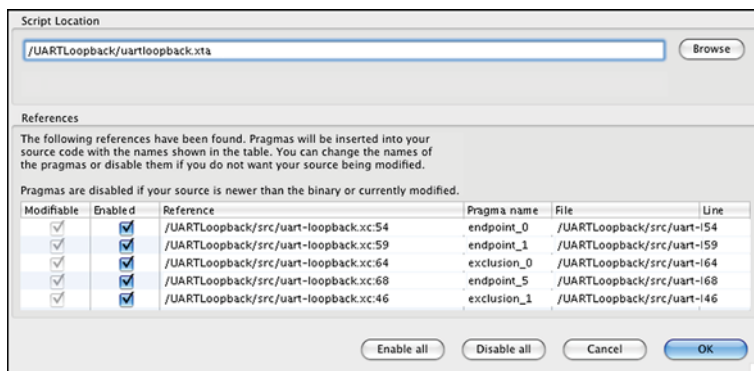 Script Location
/UARTLoopback/uartloopback.xta
Browse
References
The following references have been found. Pragmas will be inserted into your
source code with the names shown in the table. You can change the names of
the pragmas or disable them if you do not want your source being modified.
Pragmas are disabled if your source is newer than the binary or currently modified.
Modifiable Enabled Reference Pragma name File Line
/UARTLoopback/src/uart-loopback.xc:54 endpoint_0 /UARTLoopback/src/uart-l 54
/UARTLoopback/src/uart-loopback.xc:59 endpoint_1 /UARTLoopback/src/uart-l 59
/UARTLoopback/src/uart-loopback.xc:64 exclusion_0 /UARTLoopback/src/uart-l 64
/UARTLoopback/src/uart-loopback.xc:68 endpoint_5 /UARTLoopback/src/uart-l 68
/UARTLoopback/src/uart-loopback.xc:46 exclusion_1 /UARTLoopback/src/uart-l 46
Enable all Disable all Cancel OK